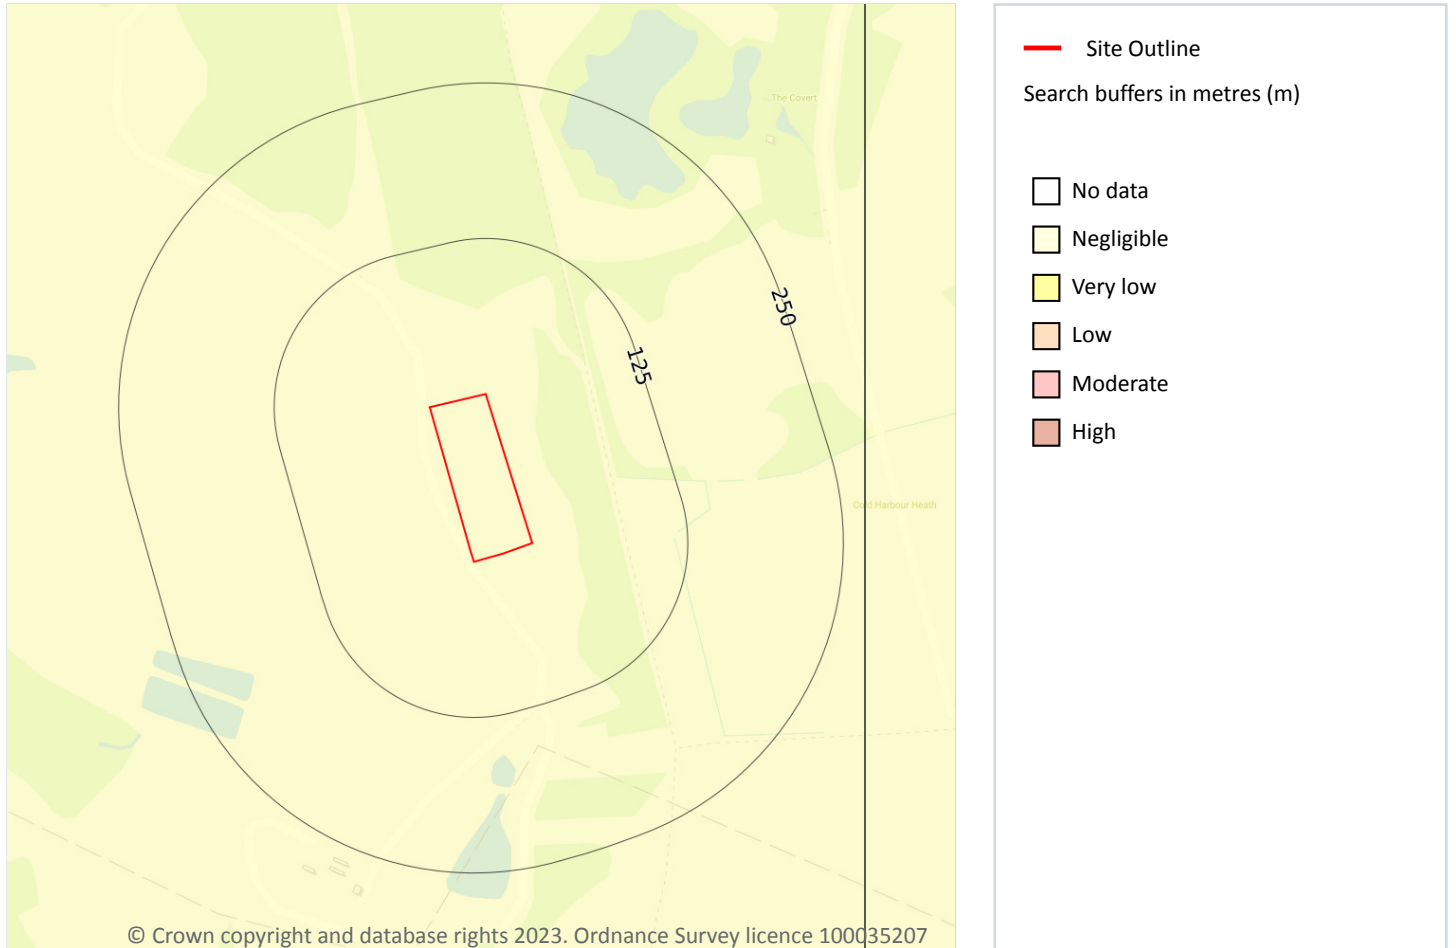 The Covert
250
125
Cold Harbour Heath
© Crown copyright and database rights 2023. Ordnance Survey licence 100035207
Site Outline
Search buffers in metres (m)
No data
Negligible
Very low
Low
Moderate
High